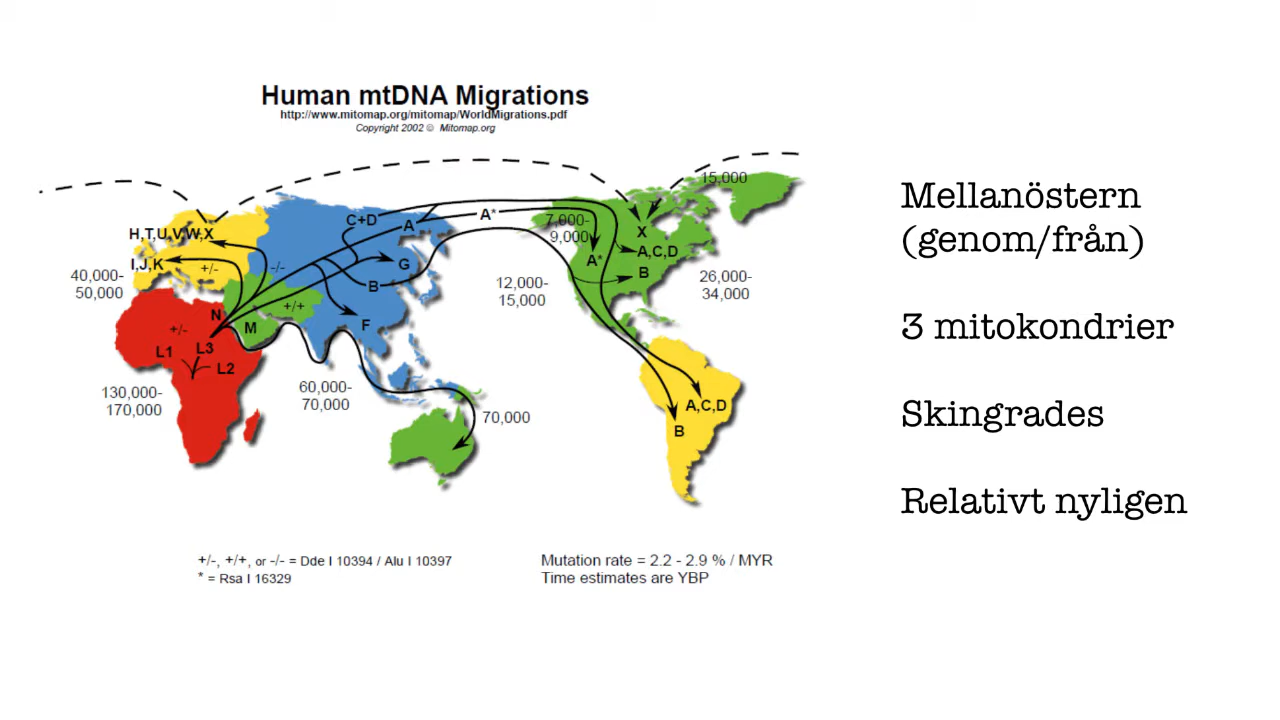 Human mtDNA Migrations
http://www.mitomap.org/mitomap/WorldMigrations.pdf
Copyright 2002 © Mitomap.org
15,000
C+D
A
A*
7,000-
9,000
X
H,T,U,V,W,X
A,C,D
I,J,K
+/-
-/-
G
A*
B
40,000-
50,000
B
12,000-
15,000
26,000-
34,000
+/+
N
M
F
+/-
L1
L3
L2
130,000-
170,000
60,000-
70,000
70,000
A,C,D
B
+/-, +/+, or -/- = Dde I 10394 / Alu I 10397
* = Rsa I 16329
Mutation rate = 2.2 - 2.9 % / MYR
Time estimates are YBP
Mellanöstern
(genom/från)
3 mitokondrier
Skingrades
Relativt nyligen